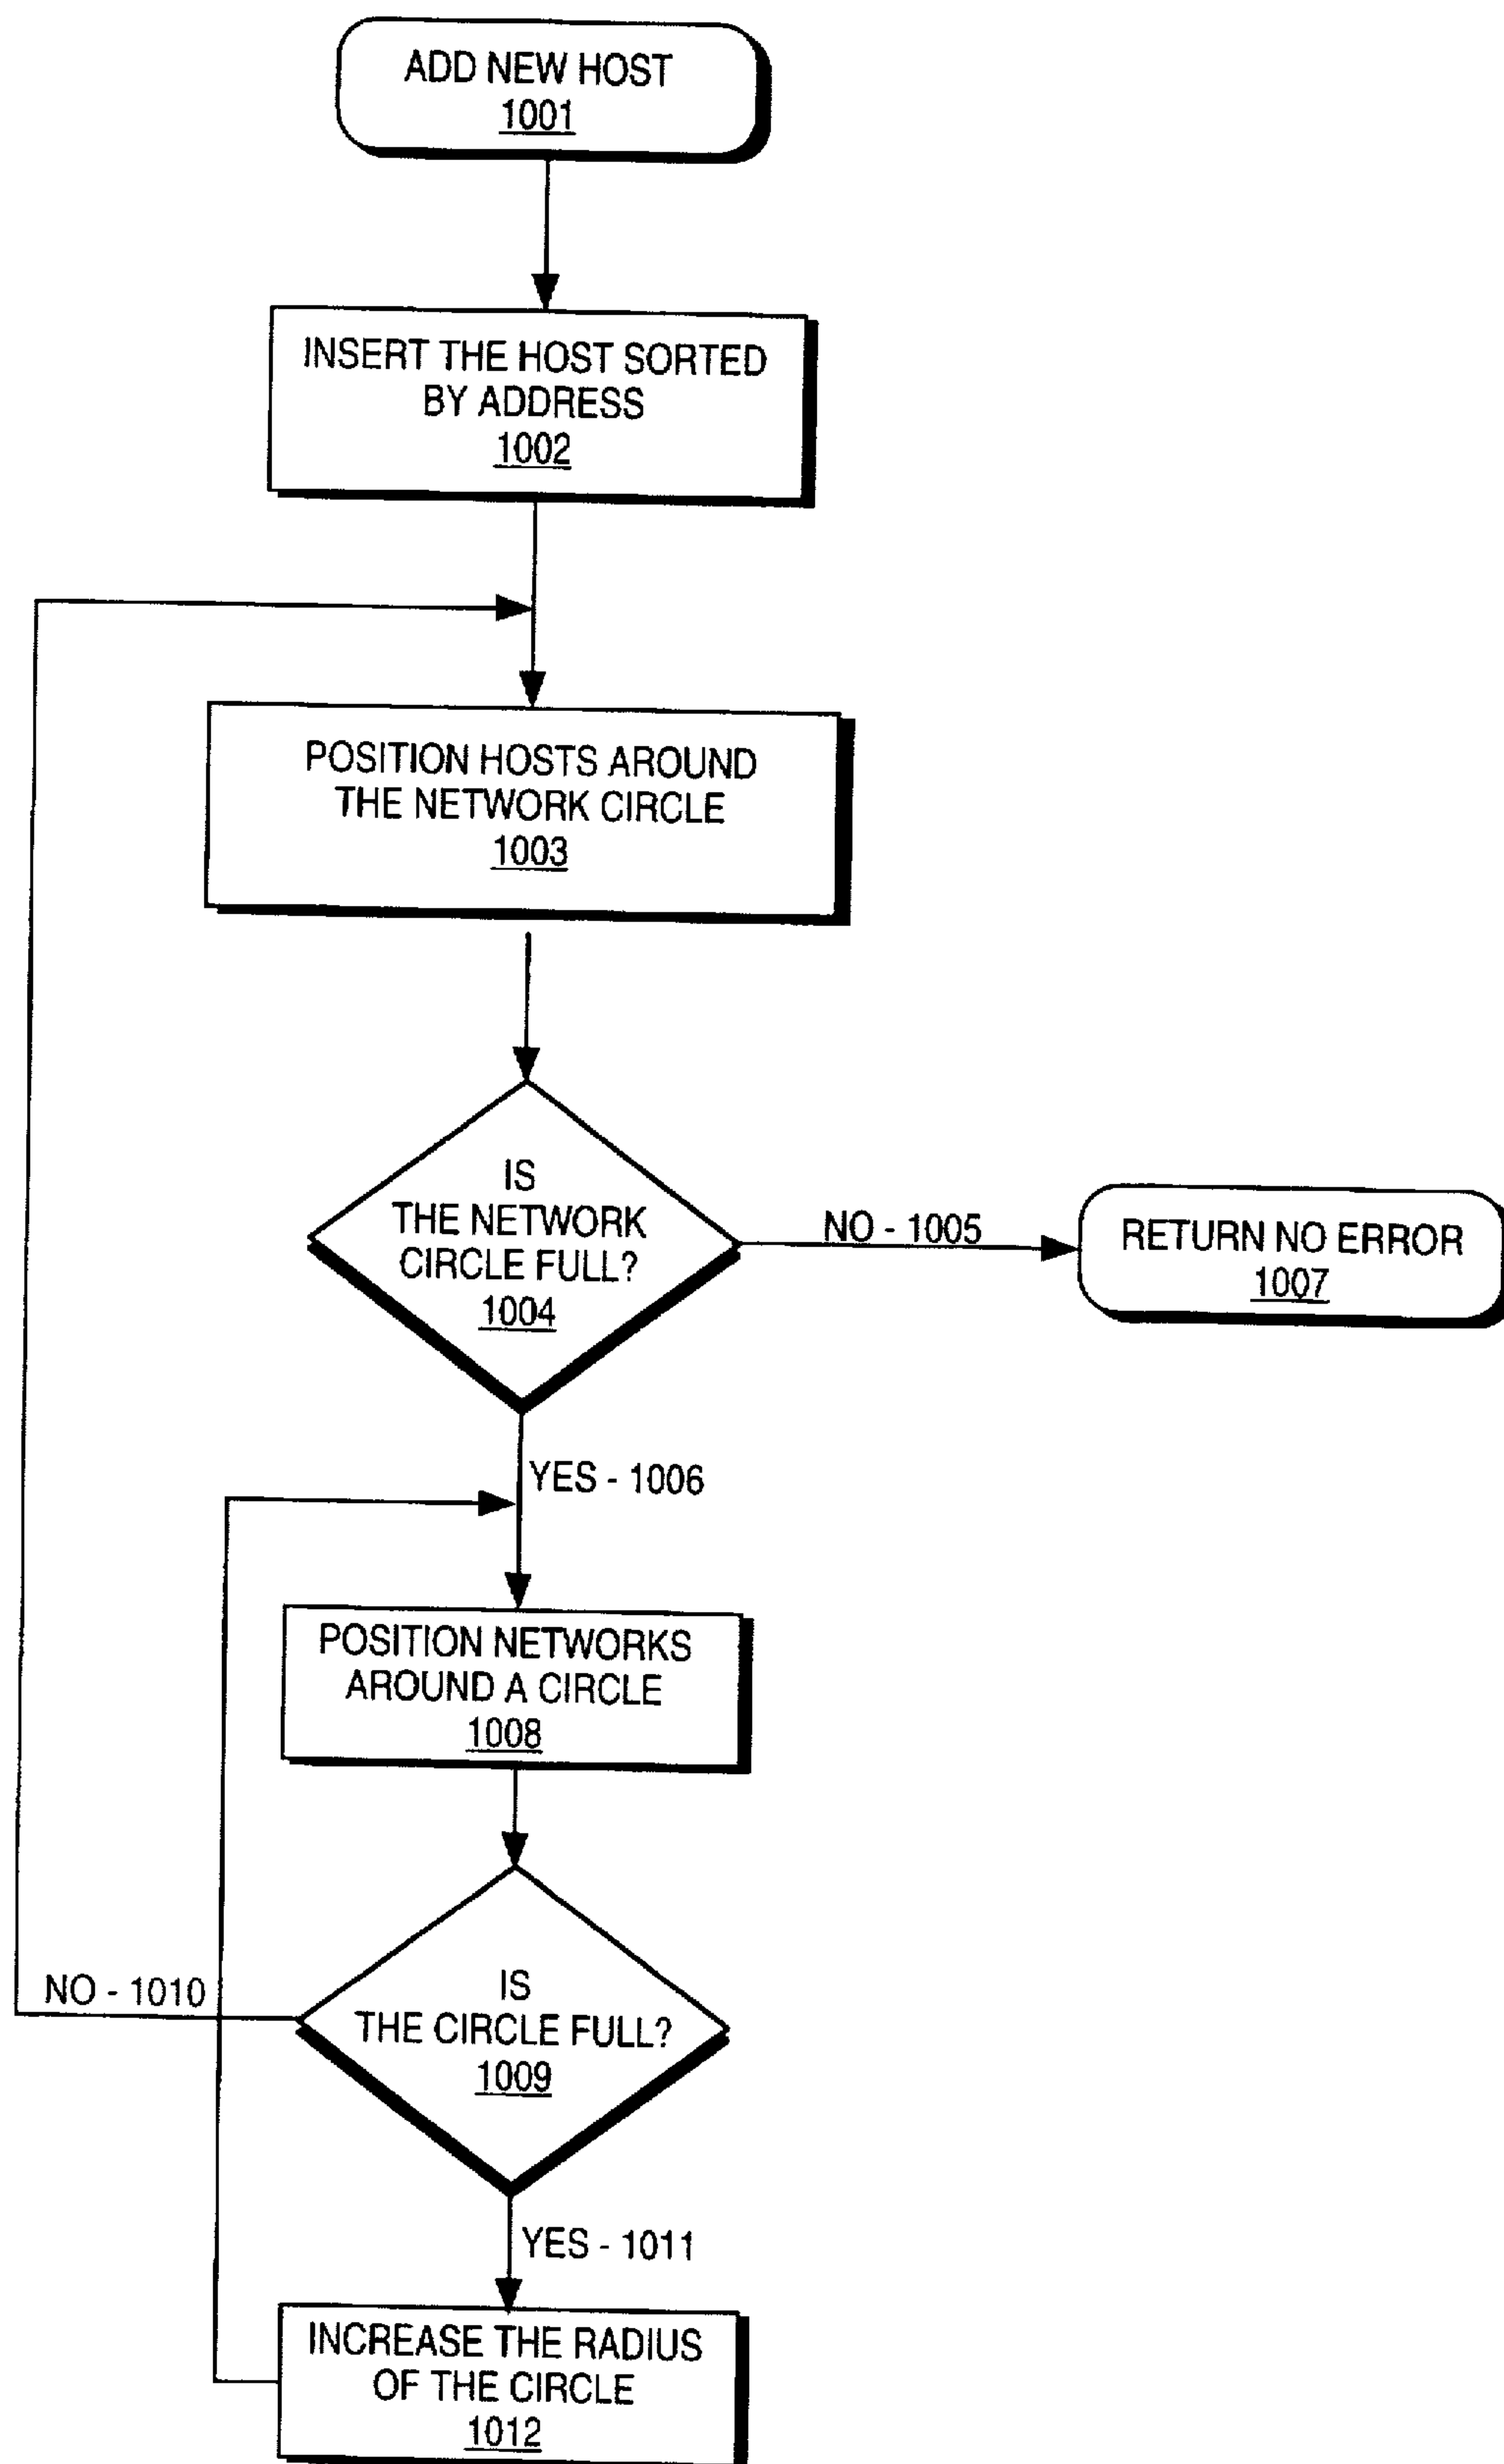 ADD NEW HOST
1001
INSERT THE HOST SORTED
BY ADDRESS
1002
POSITION HOSTS AROUND
THE NETWORK CIRCLE
1003
IS
THE NETWORK
CIRCLE FULL?
1004
NO - 1005
RETURN NO ERROR
1007
YES - 1006
POSITION NETWORKS
AROUND A CIRCLE
1008
IS
THE CIRCLE FULL?
1009
NO - 1010
YES - 1011
INCREASE THE RADIUS
OF THE CIRCLE
1012